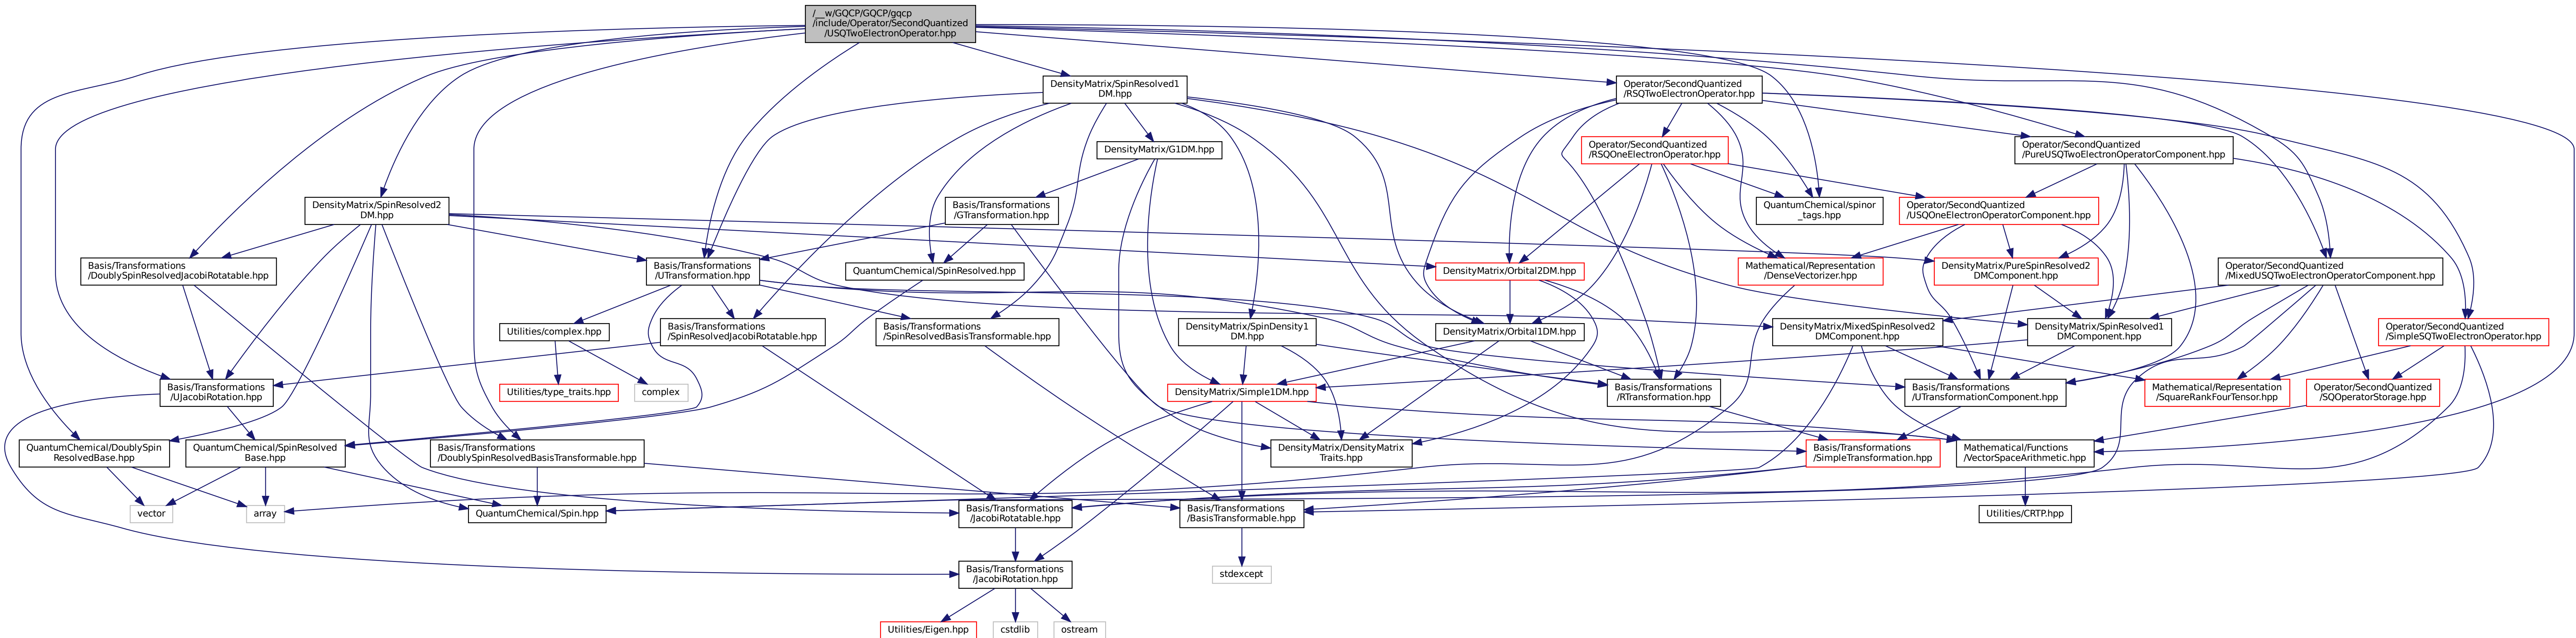 /__w/GQCP/GQCP/gqcp
/include/Operator/SecondQuantized
/USQTwoElectronOperator.hpp
DensityMatrix/SpinResolved1
DM.hpp
Operator/SecondQuantized
/RSQTwoElectronOperator.hpp
DensityMatrix/G1DM.hpp
Operator/SecondQuantized
/RSQOneElectronOperator.hpp
Operator/SecondQuantized
/PureUSQTwoElectronOperatorComponent.hpp
DensityMatrix/SpinResolved2
DM.hpp
Basis/Transformations
/GTransformation.hpp
QuantumChemical/spinor
_tags.hpp
Operator/SecondQuantized
/USQOneElectronOperatorComponent.hpp
Basis/Transformations
/DoublySpinResolvedJacobiRotatable.hpp
Basis/Transformations
/UTransformation.hpp
QuantumChemical/SpinResolved.hpp
DensityMatrix/Orbital2DM.hpp
Mathematical/Representation
/DenseVectorizer.hpp
DensityMatrix/PureSpinResolved2
DMComponent.hpp
Operator/SecondQuantized
/MixedUSQTwoElectronOperatorComponent.hpp
Utilities/complex.hpp
Basis/Transformations
/SpinResolvedJacobiRotatable.hpp
Basis/Transformations
/SpinResolvedBasisTransformable.hpp
DensityMatrix/SpinDensity1
DM.hpp
DensityMatrix/Orbital1DM.hpp
DensityMatrix/MixedSpinResolved2
DMComponent.hpp
DensityMatrix/SpinResolved1
DMComponent.hpp
Operator/SecondQuantized
/SimpleSQTwoElectronOperator.hpp
Basis/Transformations
/UJacobiRotation.hpp
Utilities/type_traits.hpp
complex
DensityMatrix/Simple1DM.hpp
Basis/Transformations
/RTransformation.hpp
Basis/Transformations
/UTransformationComponent.hpp
Mathematical/Representation
/SquareRankFourTensor.hpp
Operator/SecondQuantized
/SQOperatorStorage.hpp
QuantumChemical/DoublySpin
ResolvedBase.hpp
QuantumChemical/SpinResolved
Base.hpp
Basis/Transformations
/DoublySpinResolvedBasisTransformable.hpp
DensityMatrix/DensityMatrix
Traits.hpp
Basis/Transformations
/SimpleTransformation.hpp
Mathematical/Functions
/VectorSpaceArithmetic.hpp
vector
array
QuantumChemical/Spin.hpp
Basis/Transformations
/JacobiRotatable.hpp
Basis/Transformations
/BasisTransformable.hpp
Utilities/CRTP.hpp
Basis/Transformations
/JacobiRotation.hpp
stdexcept
Utilities/Eigen.hpp
cstdlib
ostream